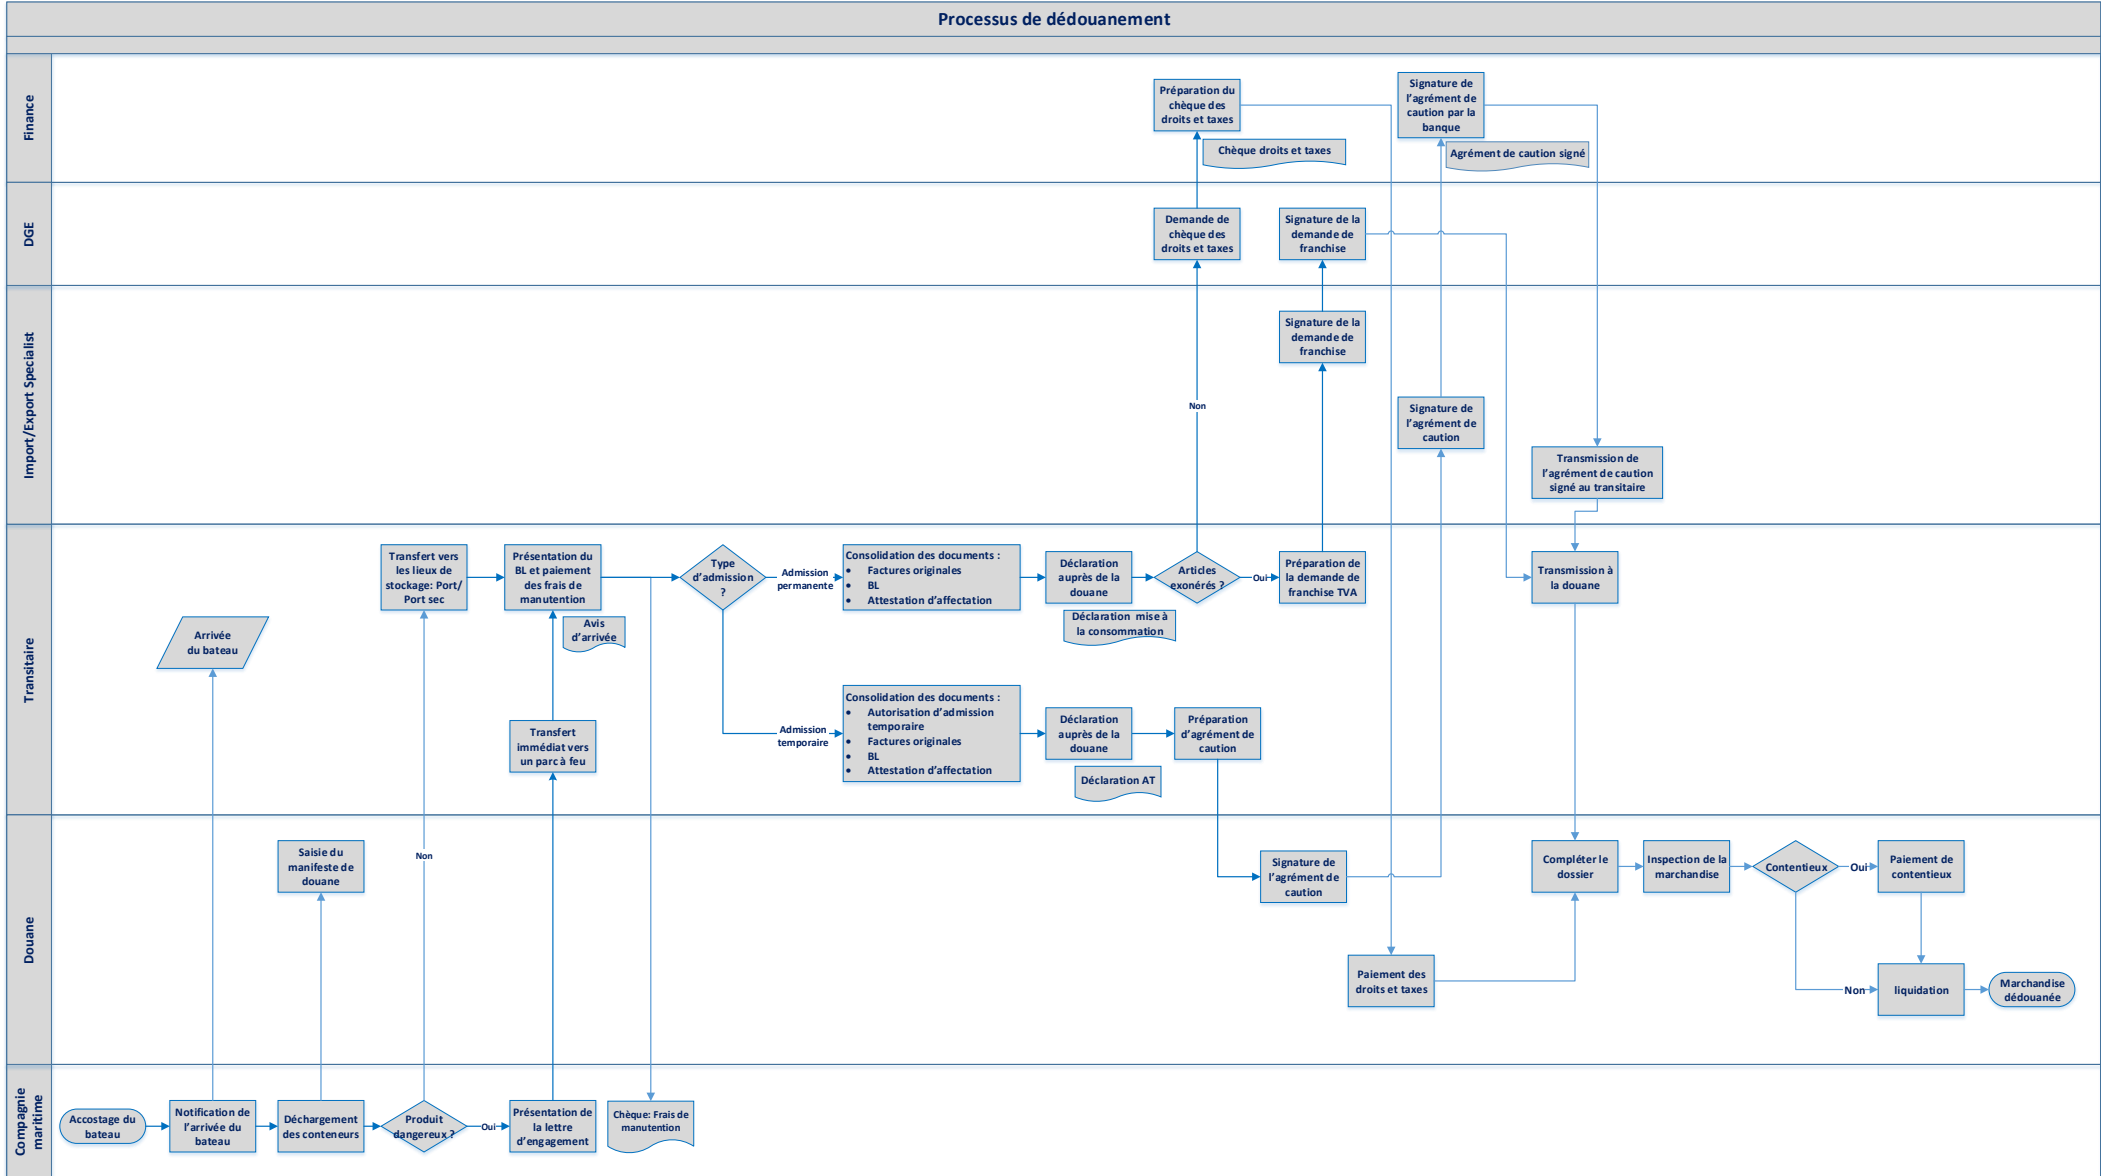 Processus de dédouanement
Finance
Préparation du
chèque des
droits et taxes
Chèque droits et taxes
Signature de
l’agrément de
caution par la
banque
Agrément de caution signé
DGE
Demande de
chèque des
droits et taxes
Signature de la
demande de
franchise
Import/Export Specialist
Signature de la
demande de
franchise
Non
Signature de
l’agrément de
caution
Transmission de
l’agrément de caution
signé au transitaire
Transitaire
Arrivée
du bateau
Transfert vers
les lieux de
stockage: Port/
Port sec
Présentation du
BL et paiement
des frais de
manutention
Avis
d’arrivée
Transfert
immédiat vers
un parc à feu
Type
d’admission
?
Admission
permanente
Consolidation des documents :
• Factures originales
• BL
• Attestation d’affectation
Déclaration
auprès de la
douane
Déclaration mise à
la consommation
Articles
exonérés ?
Oui
Préparation de
la demande de
franchise TVA
Transmission à
la douane
Admission
temporaire
Consolidation des documents :
• Autorisation d’admission
temporaire
• Factures originales
• BL
• Attestation d’affectation
Déclaration
auprès de la
douane
Déclaration AT
Préparation
d’agrément de
caution
Douane
Saisie du
manifeste de
douane
Non
Signature de
l’agrément de
caution
Paiement des
droits et taxes
Compléter le
dossier
Inspection de la
marchandise
Contentieux
Oui
Paiement de
contentieux
Non
liquidation
Marchandise
dédouanée
Compagnie
maritime
Accostage du
bateau
Notification de
l’arrivée du
bateau
Déchargement
des conteneurs
Produit
dangereux ?
Oui
Présentation de
la lettre
d’engagement
Chèque: Frais de
manutention